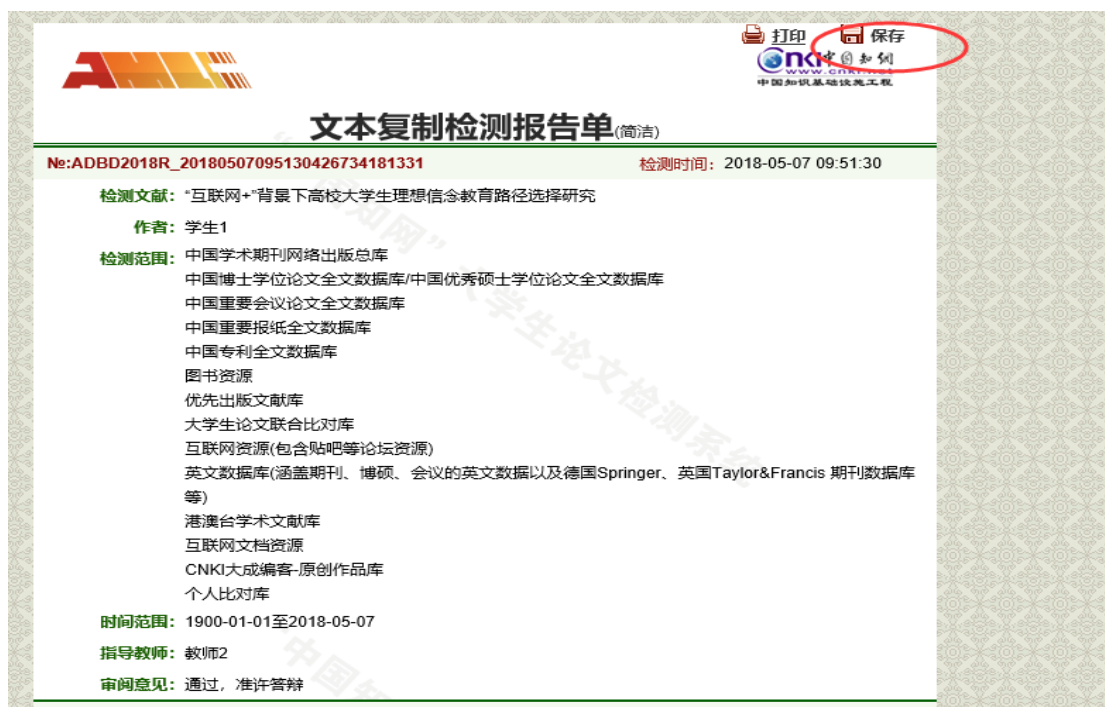 打印 保存
AMLC
Cnki中国知网
www.cnki.net
中国知识基础设施工程
文本复制检测报告单(简洁)
№:ADBD2018R_20180507095130426734181331 检测时间：2018-05-07 09:51:30
检测文献：“互联网+”背景下高校大学生理想信念教育路径选择研究
作者：学生1
检测范围：中国学术期刊网络出版总库
中国博士学位论文全文数据库/中国优秀硕士学位论文全文数据库
中国重要会议论文全文数据库
中国重要报纸全文数据库
中国专利全文数据库
图书资源
优先出版文献库
大学生论文联合比对库
互联网资源(包含贴吧等论坛资源)
英文数据库(涵盖期刊、博硕、会议的英文数据以及德国Springer、英国Taylor&Francis 期刊数据库
等)
港澳台学术文献库
互联网文档资源
CNKI大成编客-原创作品库
个人比对库
时间范围：1900-01-01至2018-05-07
指导教师：教师2
审阅意见：通过，准许答辩